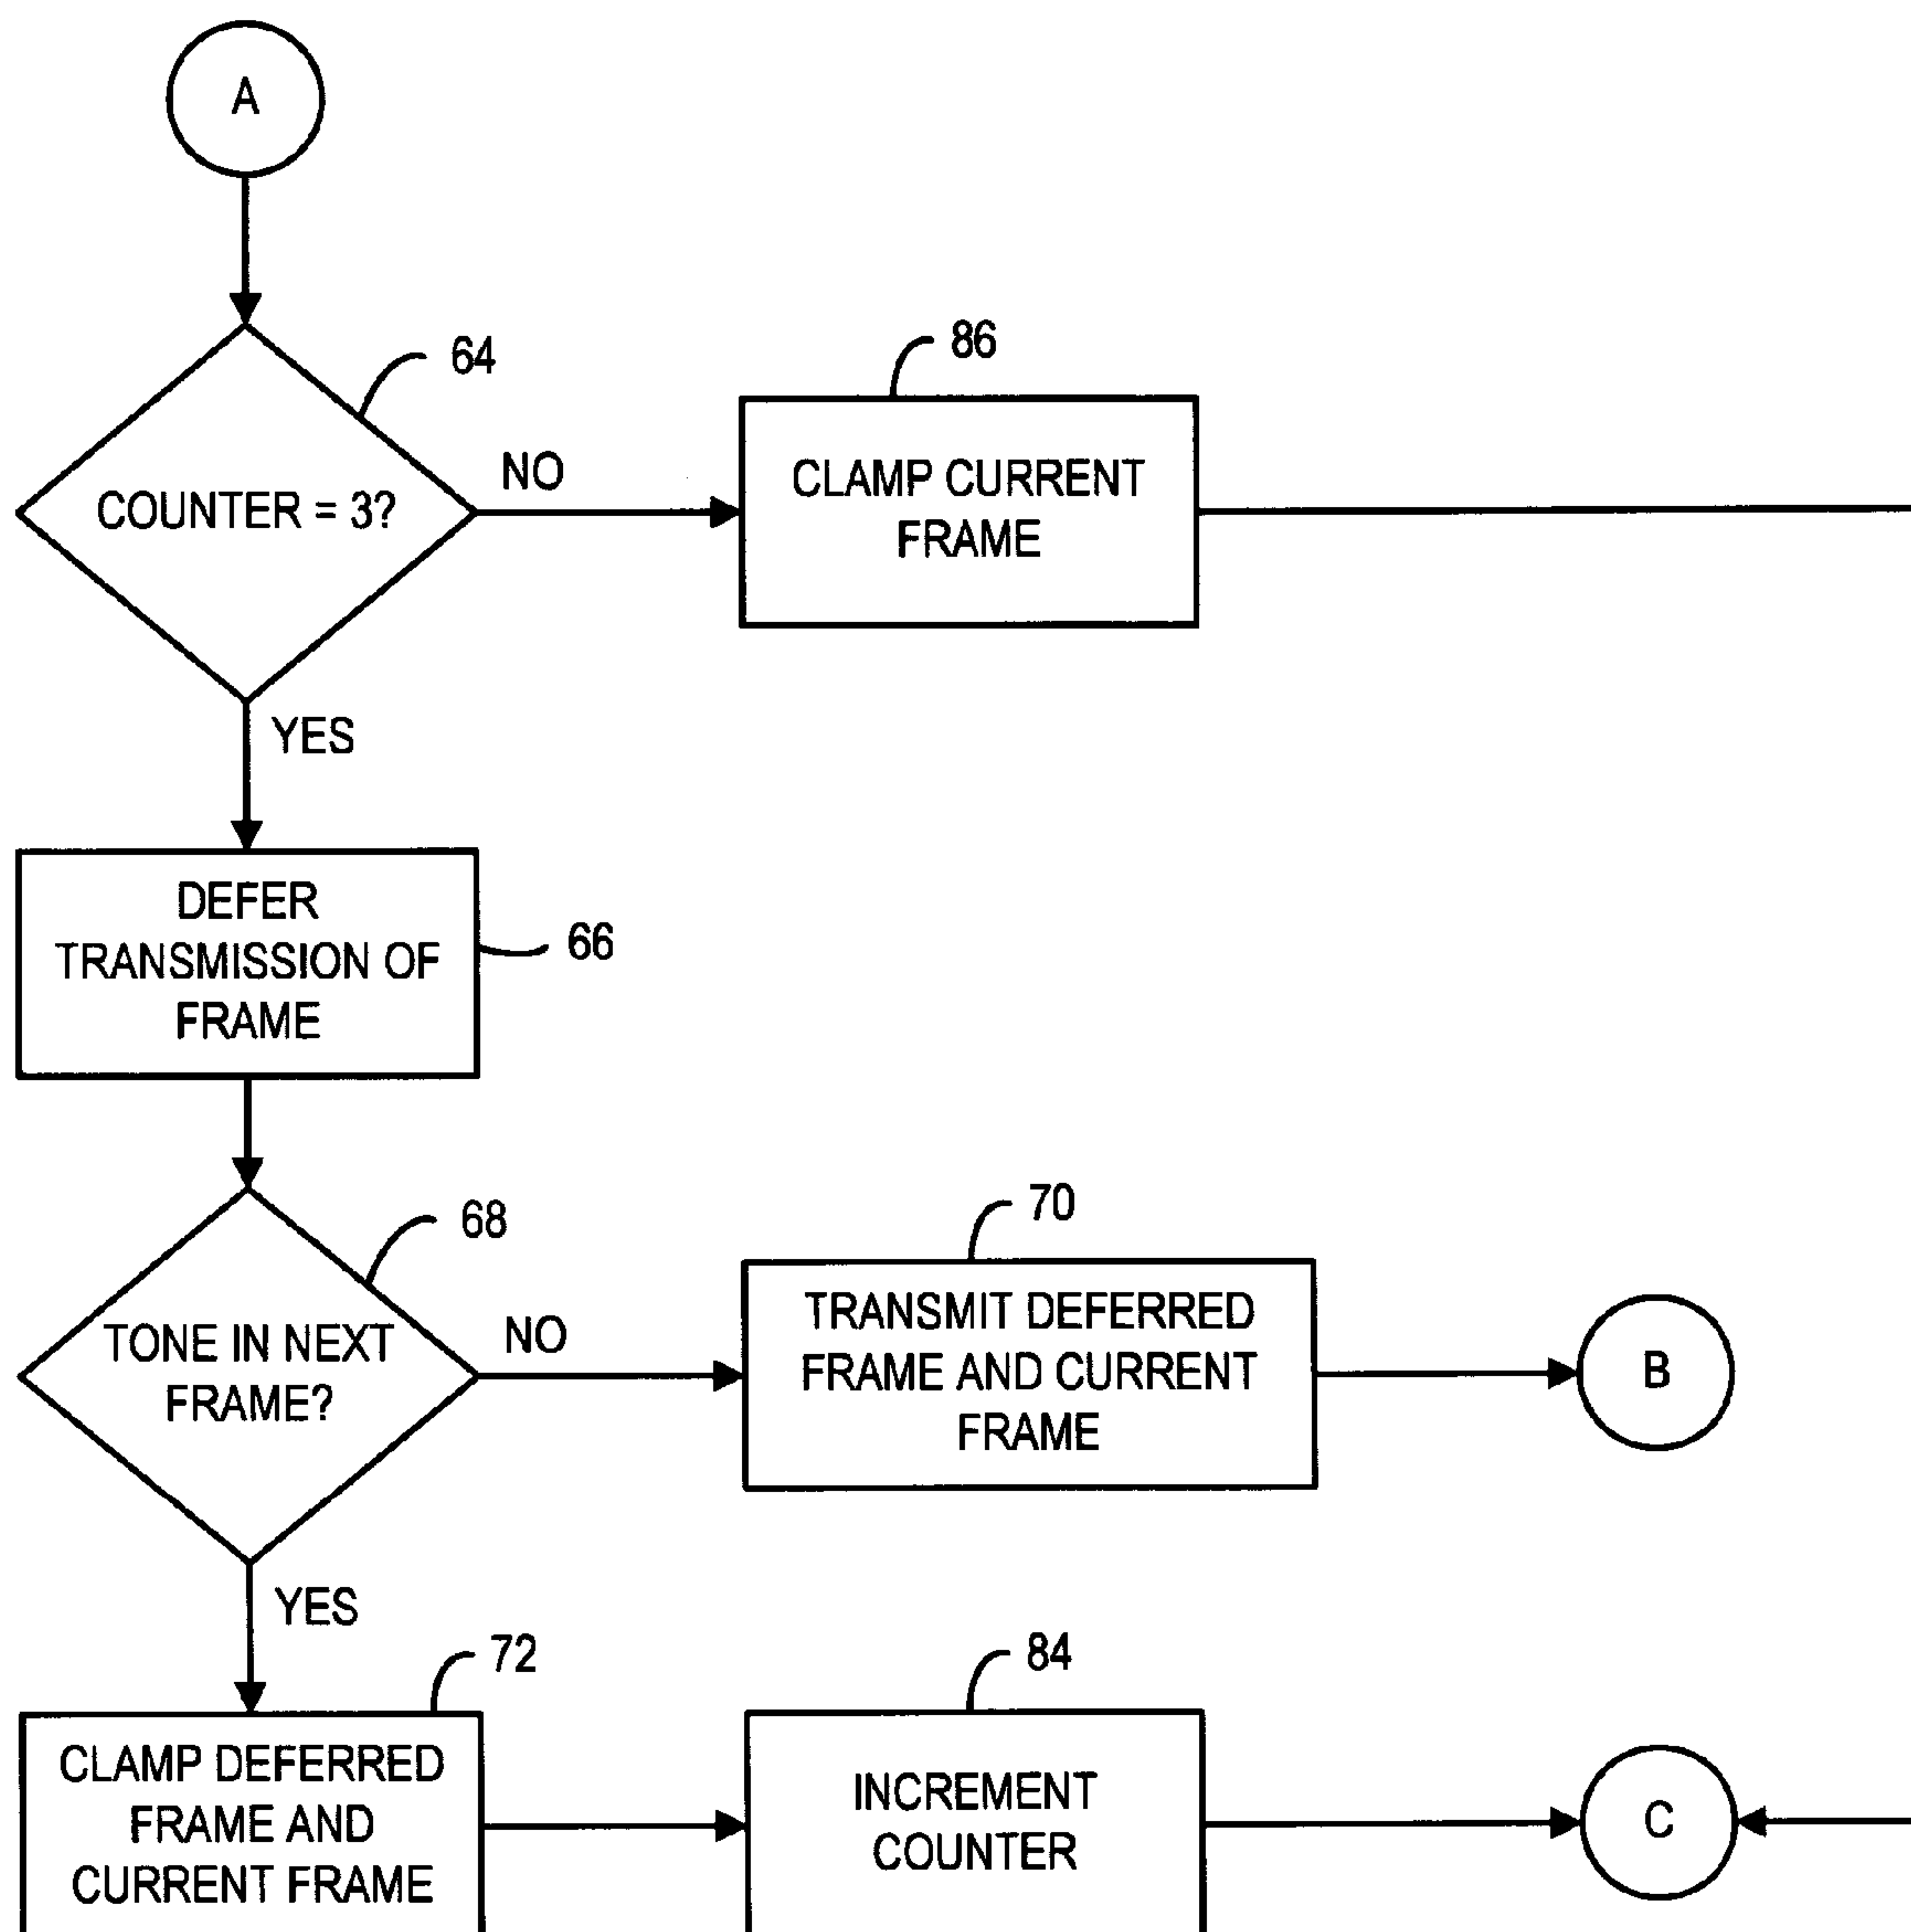 A
64
COUNTER = 3?
NO
86
CLAMP CURRENT
FRAME
YES
DEFER
TRANSMISSION OF
FRAME
66
68
TONE IN NEXT
FRAME?
NO
70
TRANSMIT DEFERRED
FRAME AND CURRENT
FRAME
B
YES
72
CLAMP DEFERRED
FRAME AND
CURRENT FRAME
84
INCREMENT
COUNTER
C